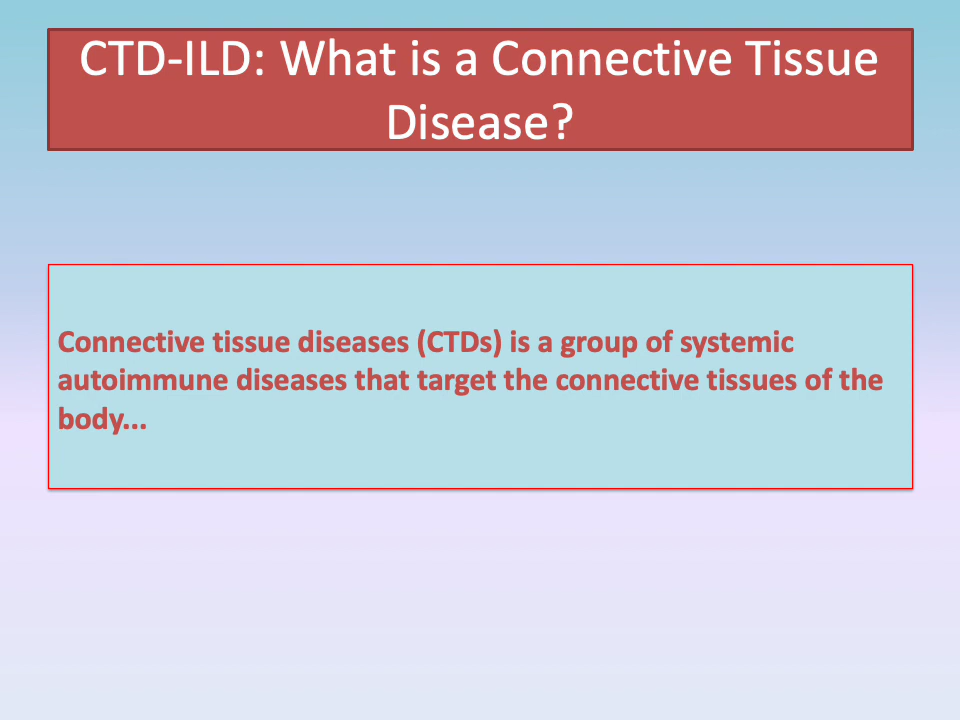 CTD-ILD: What is a Connective Tissue
Disease?
Connective tissue diseases (CTDs) is a group of systemic
autoimmune diseases that target the connective tissues of the
body...